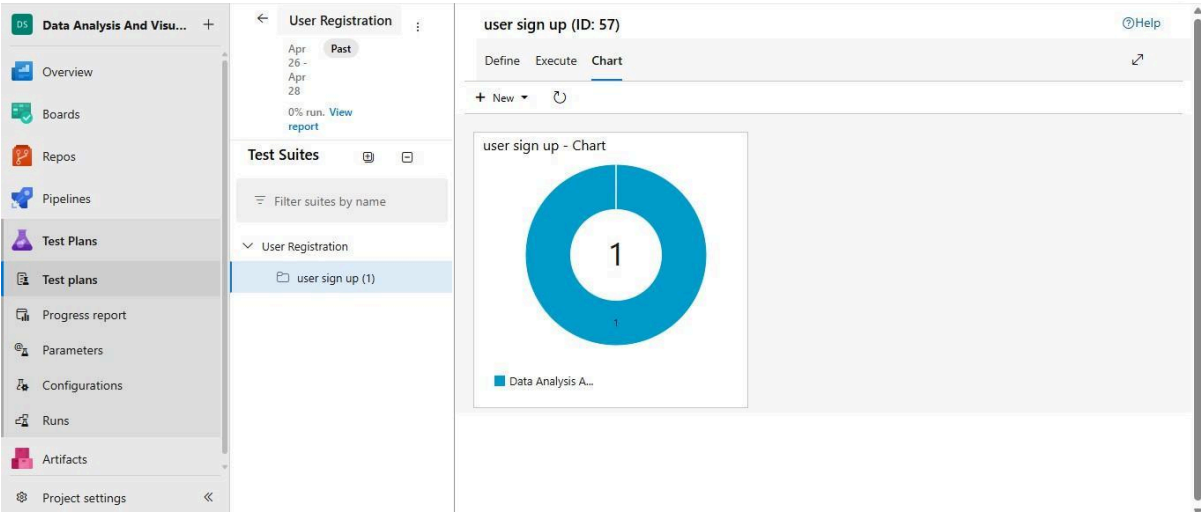 DS Data Analysis And Visu... +
Overview
Boards
Repos
Pipelines
Test Plans
Test plans
Progress report
Parameters
Configurations
Runs
Artifacts
Project settings
User Registration
Apr
26 -
Apr
28
Past
0% run. View
report
Test Suites
Filter suites by name
User Registration
user sign up (1)
user sign up (ID: 57)
Help
Define Execute Chart
+ New
user sign up - Chart
1
1
Data Analysis A...